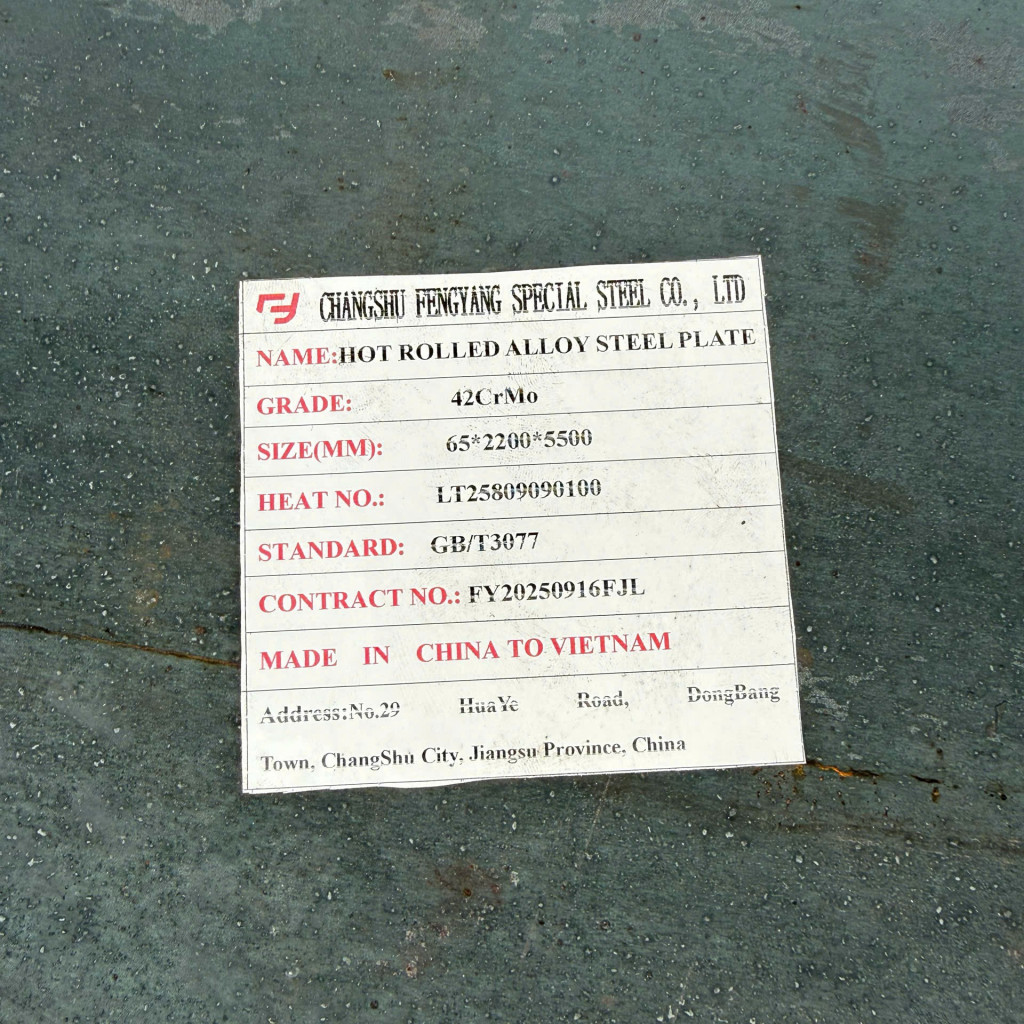 ry CHANGSHU FENGYANG SPECIAL STEEL CO., LTD
NAME:HOT ROLLED ALLOY STEEL PLATE
GRADE: 42CrMo
SIZE(MM): 65*2200*5500
HEAT NO.: LT25809090100
STANDARD: GB/T3077
CONTRACT NO.: FY20250916FJL
MADE IN CHINA TO VIETNAM
Address:No.29 HuaYe Road, DongBang
Town, ChangShu City, Jiangsu Province, China